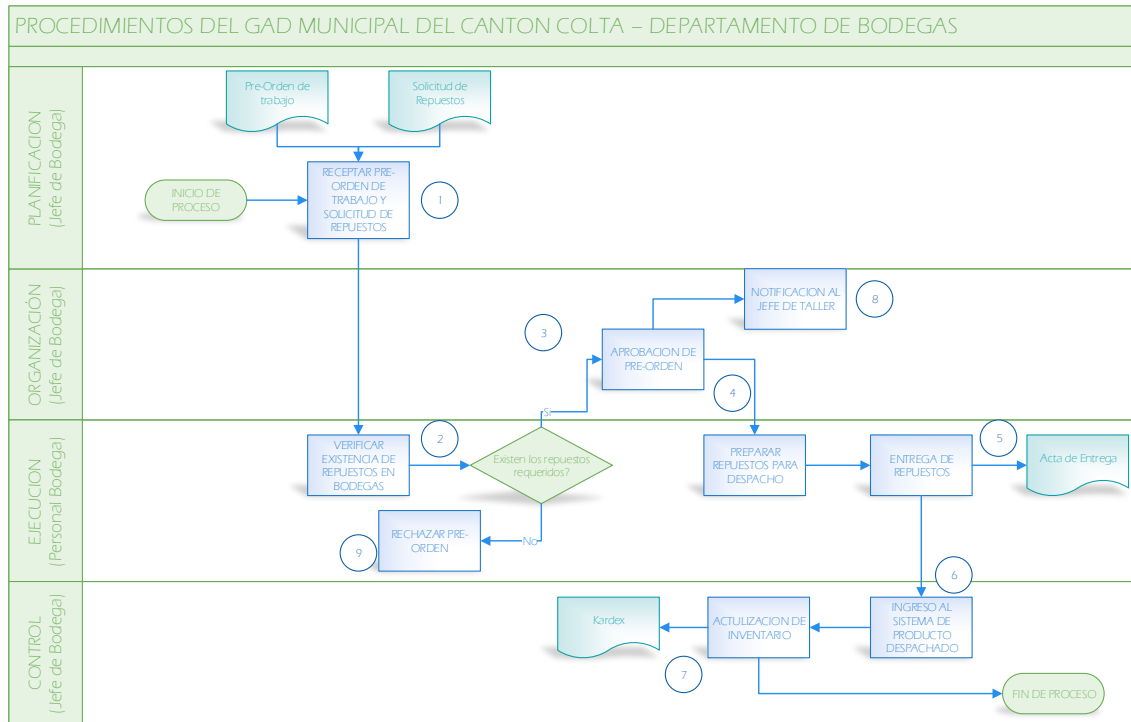 PROCEDIMIENTOS DEL GAD MUNICIPAL DEL CANTON COLTA – DEPARTAMENTO DE BODEGAS
PLANIFICACION
(Jefe de Bodega)
Pre-Orden de
trabajo
Solicitud de
Repuestos
INICIO DE
PROCESO
RECEPTAR PRE-
ORDEN DE
TRABAJO Y
SOLICITUD DE
REPUESTOS
1
ORGANIZACIÓN
(Jefe de Bodega)
NOTIFICACION AL
JEFE DE TALLER
8
3
APROBACION DE
PRE-ORDEN
4
Si
EJECUCION
(Personal Bodega)
VERIFICAR
EXISTENCIA DE
REPUESTOS EN
BODEGAS
2
Existen los repuestos
requeridos?
PREPARAR
REPUESTOS PARA
DESPACHO
ENTREGA DE
REPUESTOS
5
Acta de Entrega
No
RECHAZAR PRE-
ORDEN
9
6
CONTROL
(Jefe de Bodega)
Kardex
ACTULIZACION DE
INVENTARIO
INGRESO AL
SISTEMA DE
PRODUCTO
DESPACHADO
7
FIN DE PROCESO